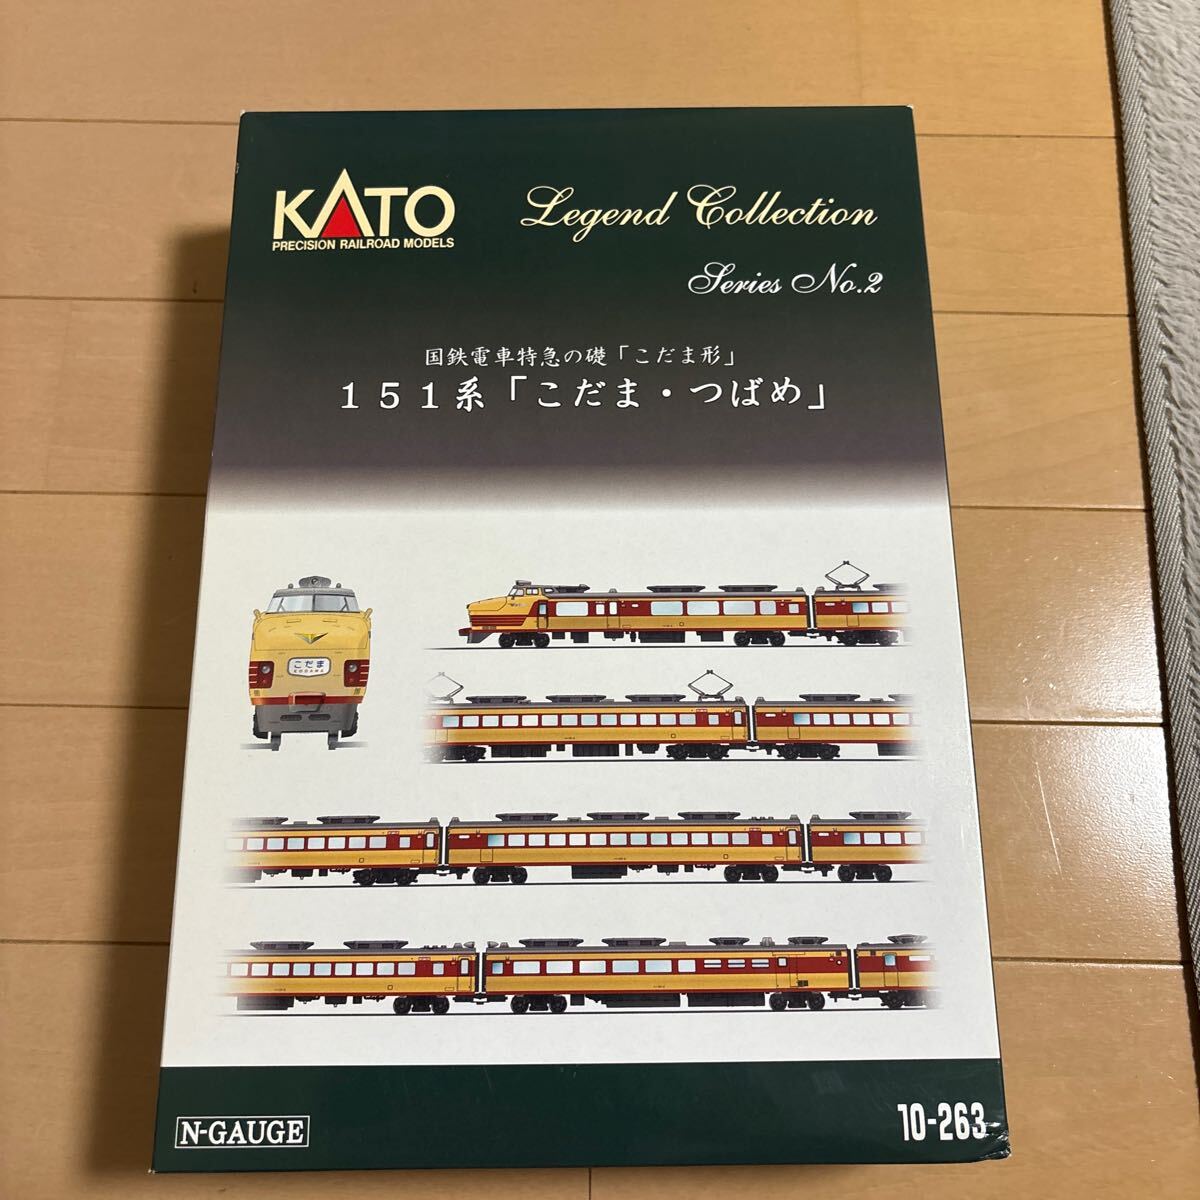 KATO
PRECISION RAILROAD MODELS
Legend Collection
Series No.2
国鉄電車特急の礎「こだま形」
151系「こだま・つばめ」
こだま
KODAMA
N-GAUGE
10-263